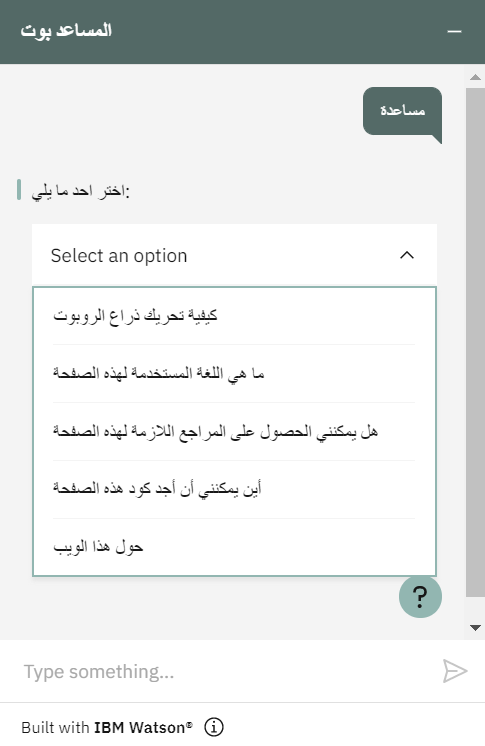 المساعد بوت
مساعدة
اختر احد ما يلي:
Select an option
كيفية تحريك ذراع الروبوت
ما هي اللغة المستخدمة لهذه الصفحة
هل يمكنني الحصول على المراجع اللازمة لهذه الصفحة
أين يمكنني أن أجد كود هذه الصفحة
حول هذا الويب
?
Type something...
Built with IBM Watson®